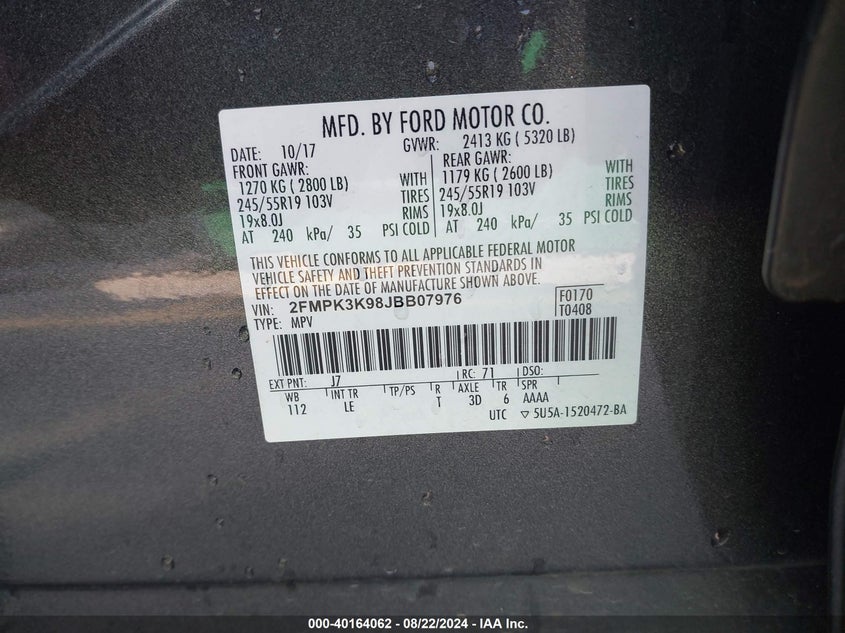 MFD. BY FORD MOTOR CO.
DATE: 10/17 GVWR: 2413 KG ( 5320 LB)
FRONT GAWR: REAR GAWR:
1270 KG ( 2800 LB) WITH 1179 KG ( 2600 LB) WITH
245/55R19 103V TIRES 245/55R19 103V TIRES
19x8.0J RIMS 19x8.0J RIMS
AT 240 kPa/ 35 PSI COLD AT 240 kPa/ 35 PSI COLD
THIS VEHICLE CONFORMS TO ALL APPLICABLE FEDERAL MOTOR
VEHICLE SAFETY AND THEFT PREVENTION STANDARDS IN
EFFECT ON THE DATE OF MANUFACTURE SHOWN ABOVE.
VIN: 2FMPK3K98JBB07976 F0170
TYPE: MPV T0408
EXT PNT: J7 RC: 71 DSO:
WB INT TR TP/PS R AXLE TR SPR
112 LE T 3D 6 AAAA
UTC ▽ 5U5A-1520472-BA
000-40164062 - 08/22/2024 - IAA Inc.